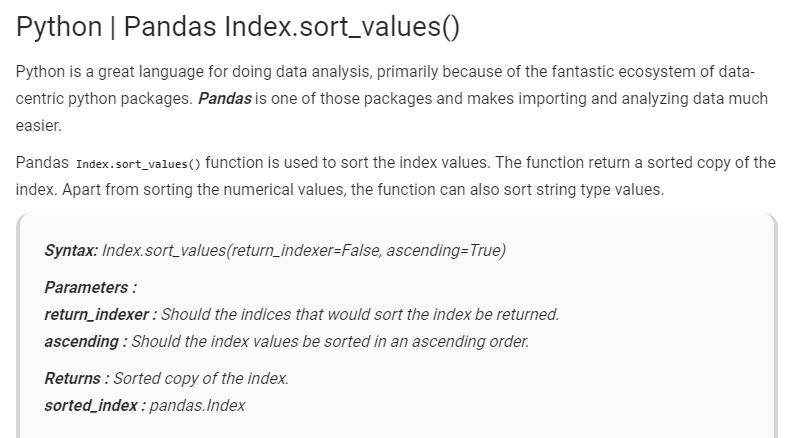 Python | Pandas Index.sort_values()
Python is a great language for doing data analysis, primarily because of the fantastic ecosystem of data-
centric python packages. Pandas is one of those packages and makes importing and analyzing data much
easier.
Pandas Index.sort_values() function is used to sort the index values. The function return a sorted copy of the
index. Apart from sorting the numerical values, the function can also sort string type values.
Syntax: Index.sort_values(return_indexer=False, ascending=True)
Parameters :
return_indexer : Should the indices that would sort the index be returned.
ascending : Should the index values be sorted in an ascending order.
Returns : Sorted copy of the index.
sorted_index : pandas.Index